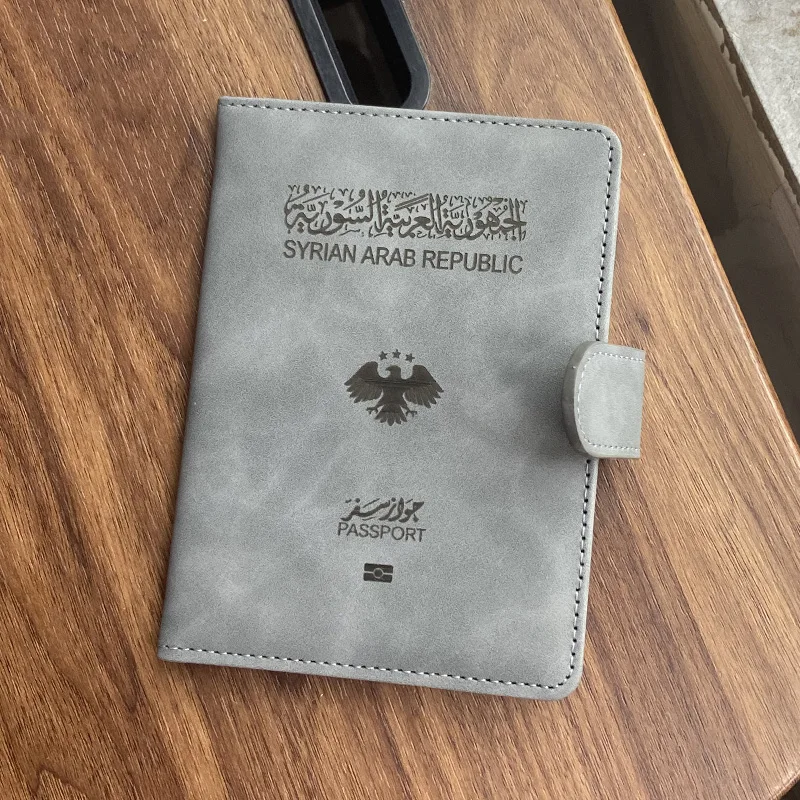 الجمهورية العربية السورية
SYRIAN ARAB REPUBLIC
جواز سفر
PASSPORT